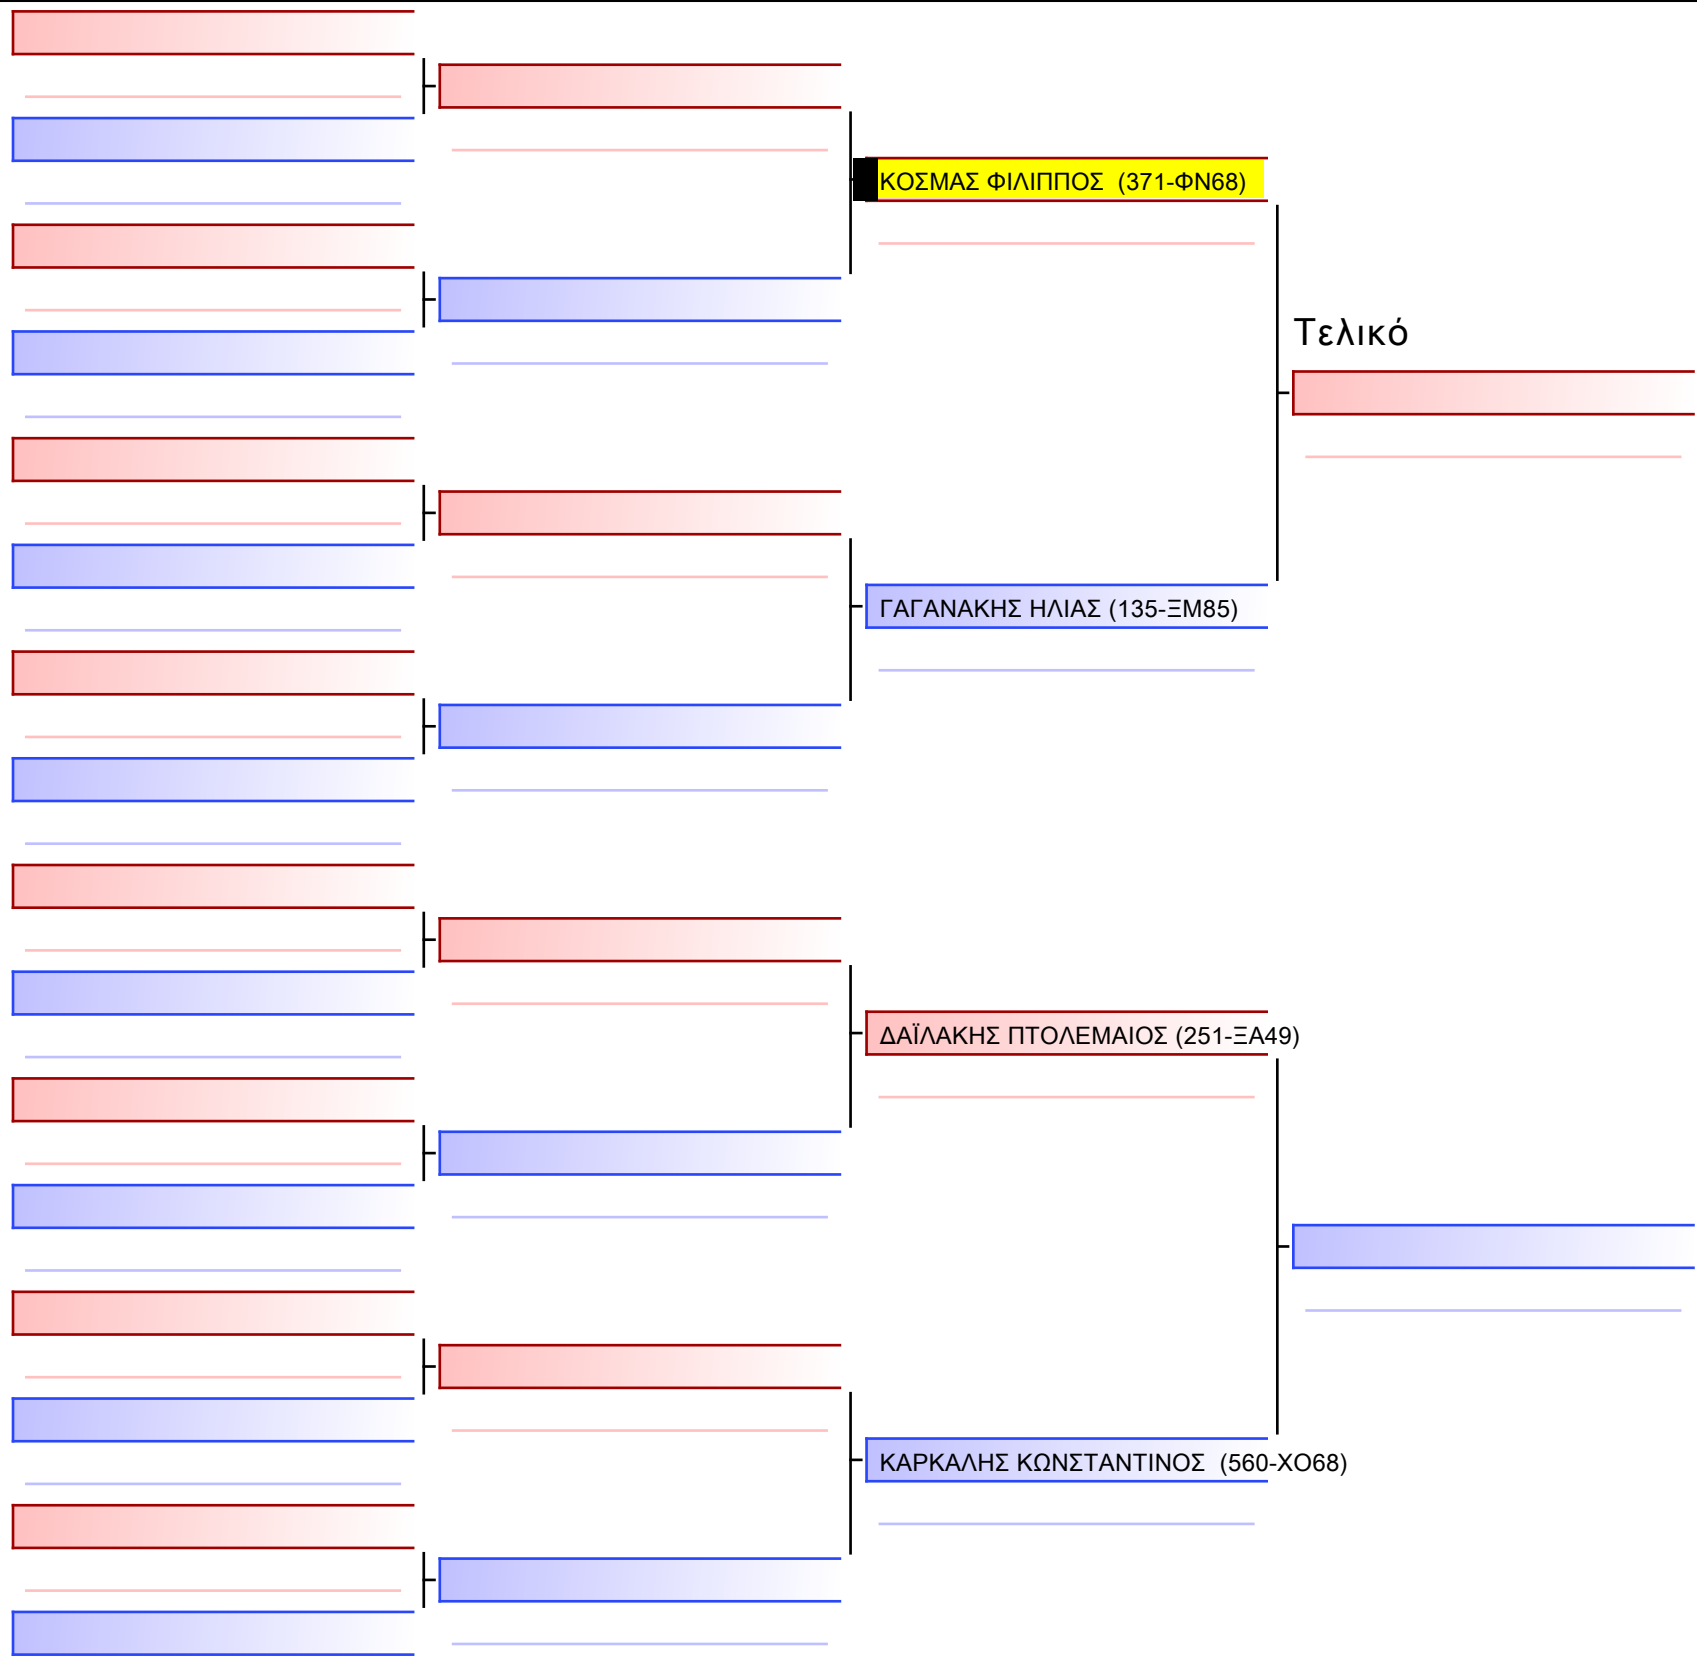 ΚΟΣΜΑΣ ΦΙΛΙΠΠΟΣ (371-ΦΝ68)
Τελικό
ΓΑΓΑΝΑΚΗΣ ΗΛΙΑΣ (135-ΞΜ85)
ΔΑΪΛΑΚΗΣ ΠΤΟΛΕΜΑΙΟΣ (251-ΞΑ49)
ΚΑΡΚΑΛΗΣ ΚΩΝΣΤΑΝΤΙΝΟΣ (560-ΧΟ68)